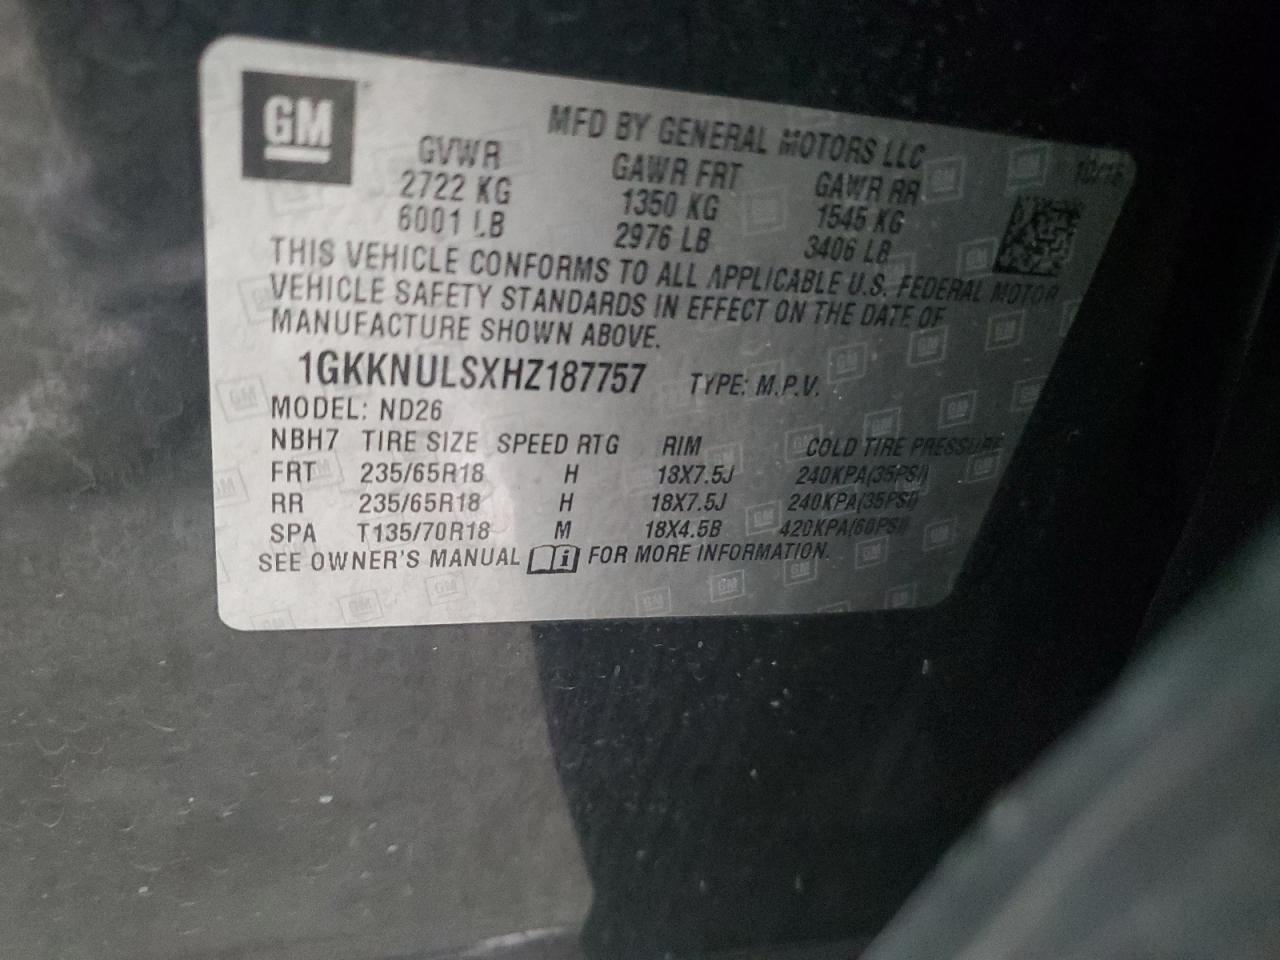 GM
MFD BY GENERAL MOTORS LLC
10/16
GVWR GAWR FRT GAWR RR
2722 KG 1350 KG 1545 KG
6001 LB 2976 LB 3406 LB
THIS VEHICLE CONFORMS TO ALL APPLICABLE U.S. FEDERAL MOTOR
VEHICLE SAFETY STANDARDS IN EFFECT ON THE DATE OF
MANUFACTURE SHOWN ABOVE.
1GKKNULSXHZ187757 TYPE: M.P.V.
MODEL: ND26
NBH7 TIRE SIZE SPEED RTG RIM COLD TIRE PRESSURE
FRT 235/65R18 H 18X7.5J 240KPA(35PSI)
RR 235/65R18 H 18X7.5J 240KPA(35PSI)
SPA T135/70R18 M 18X4.5B 420KPA(60PSI)
SEE OWNER'S MANUAL i FOR MORE INFORMATION.